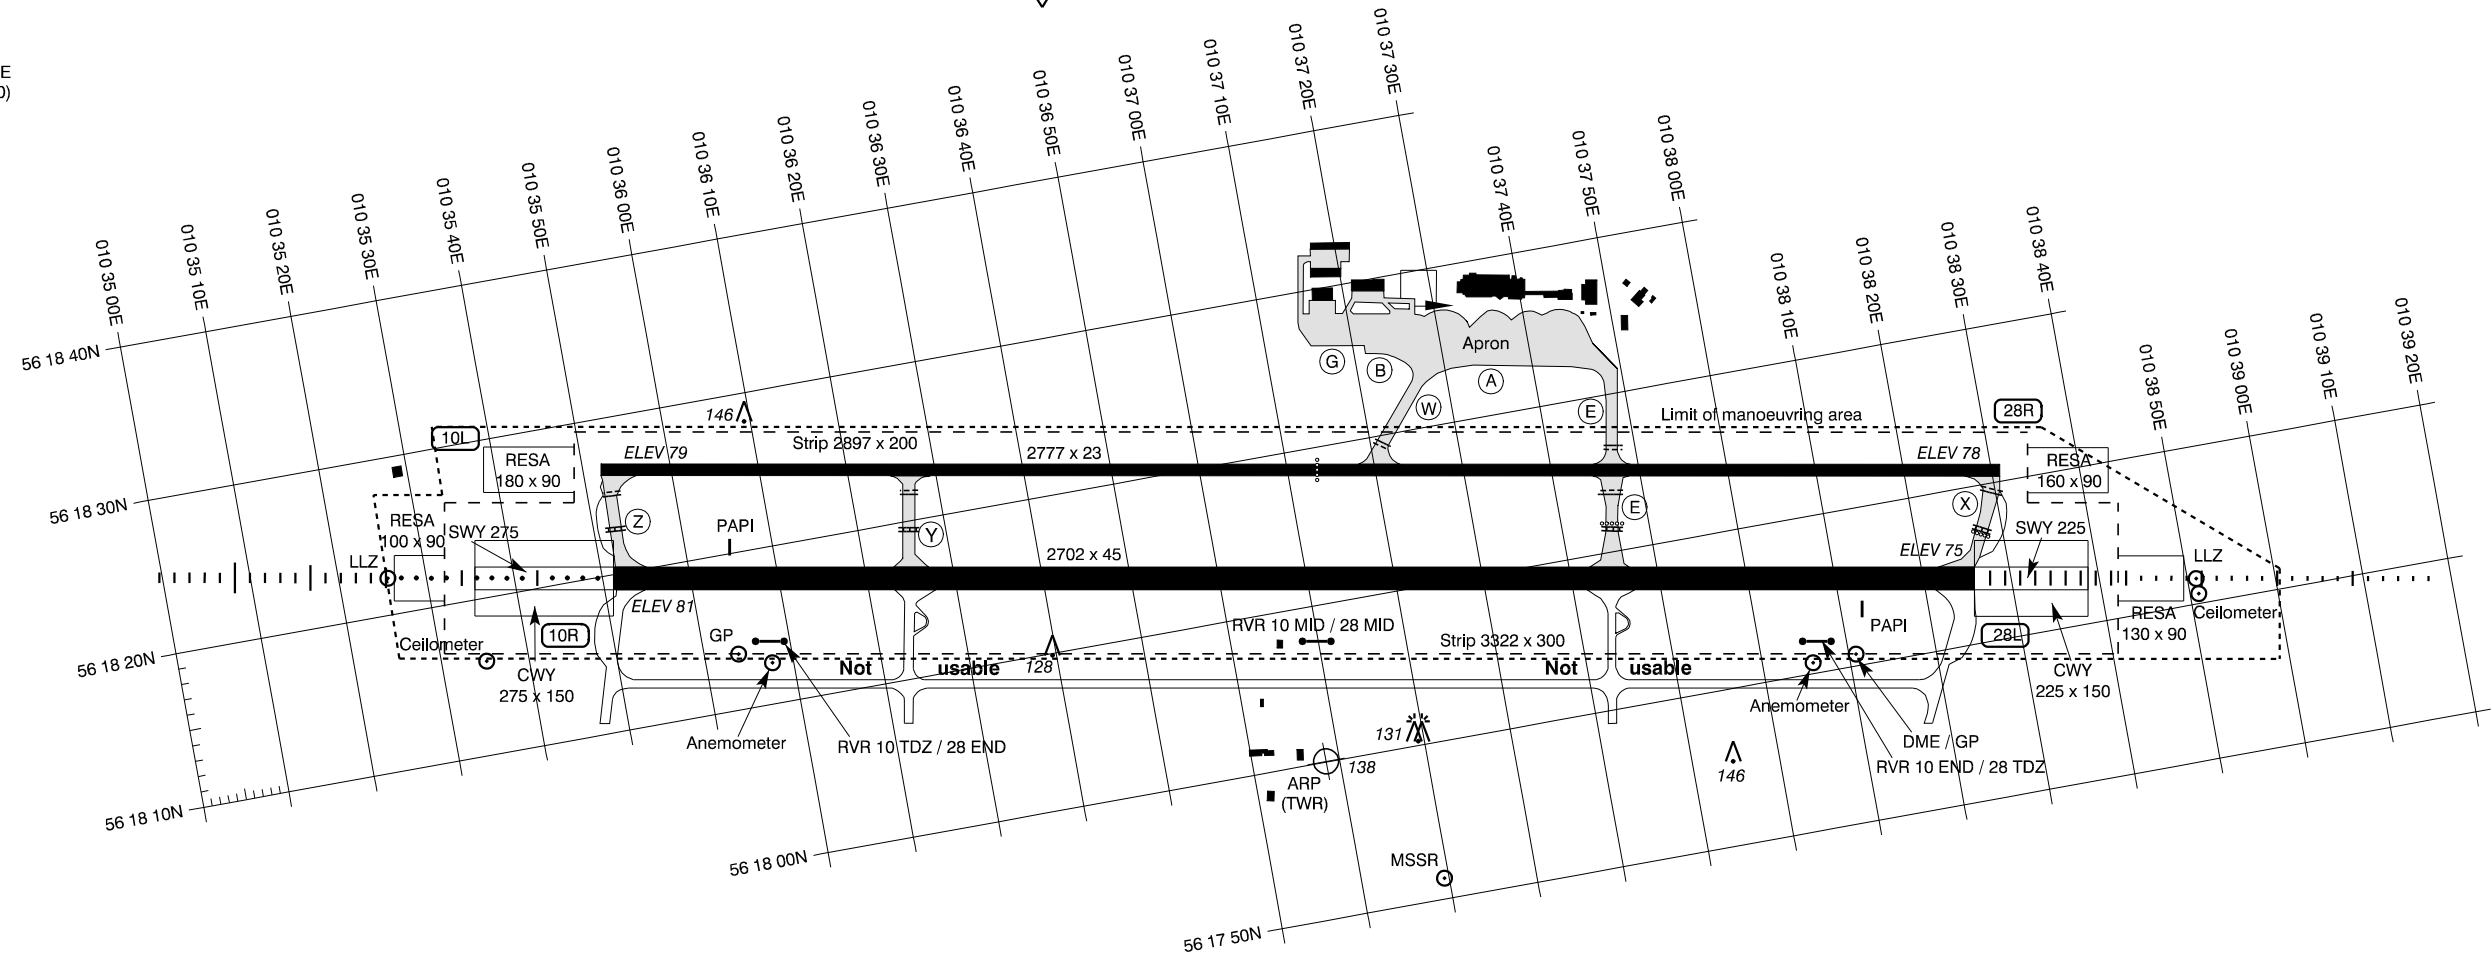 E
0)
010 35 00E
010 35 10E
010 35 20E
010 35 30E
010 35 40E
010 35 50E
010 36 00E
010 36 10E
010 36 20E
010 36 30E
010 36 40E
010 36 50E
010 37 00E
010 37 10E
010 37 20E
010 37 30E
010 37 40E
010 37 50E
010 38 00E
010 38 10E
010 38 20E
010 38 30E
010 38 40E
010 38 50E
010 39 00E
010 39 10E
010 39 20E
56 18 40N
56 18 30N
56 18 20N
56 18 10N
56 18 00N
56 17 50N
Apron
G
B
A
W
E
146
Limit of manoeuvring area
28R
10L
Strip 2897 x 200
ELEV 79
2777 x 23
ELEV 78
RESA
180 x 90
RESA
160 x 90
RESA
100 x 90
SWY 275
Z
PAPI
Y
E
X
SWY 225
2702 x 45
ELEV 75
LLZ
LLZ
ELEV 81
10R
GP
RVR 10 MID / 28 MID
Strip 3322 x 300
PAPI
28L
RESA
130 x 90
Ceilometer
Ceilometer
CWY
275 x 150
Not usable
128
Not usable
CWY
225 x 150
Anemometer
RVR 10 TDZ / 28 END
131
138
ARP
(TWR)
146
Anemometer
DME / GP
RVR 10 END / 28 TDZ
MSSR